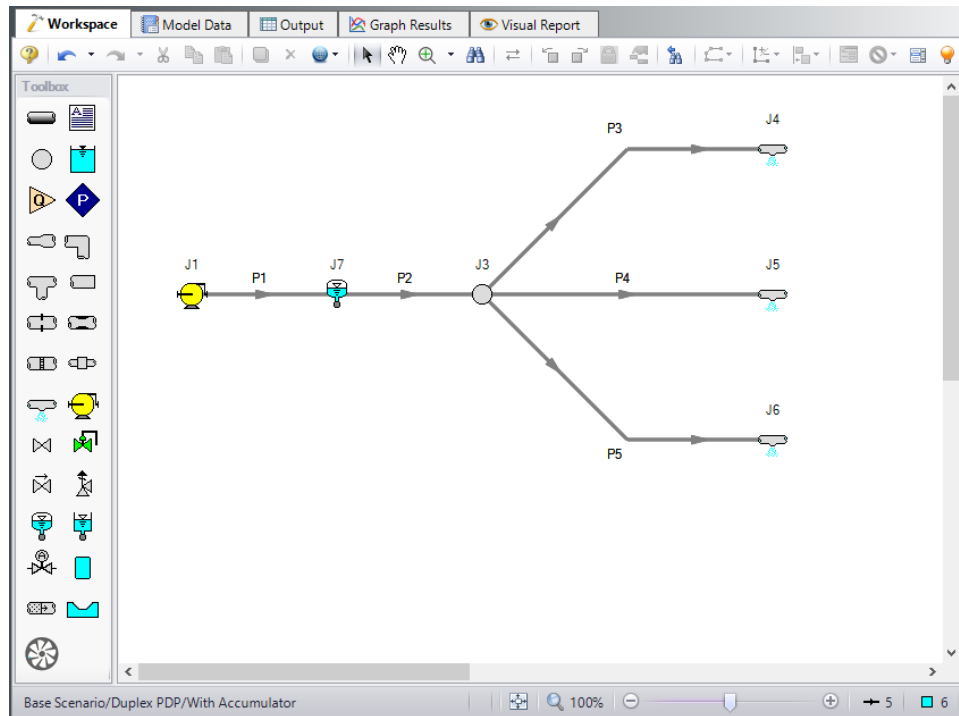 Workspace Model Data Output Graph Results Visual Report
Toolbox
A
Q P
J4
P3
J1 P1 J7 P2 J3 P4 J5
J6
P5
Base Scenario/Duplex PDP/With Accumulator 100% 5 6